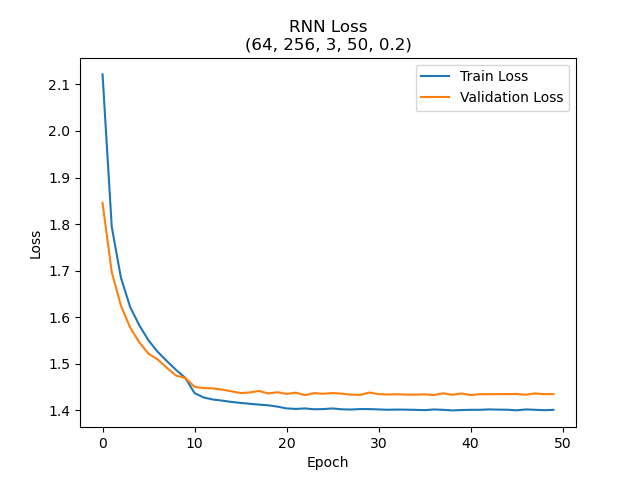 RNN Loss
(64, 256, 3, 50, 0.2)
Train Loss
Validation Loss
Loss
2.1
2.0
1.9
1.8
1.7
1.6
1.5
1.4
0
10
20
30
40
50
Epoch